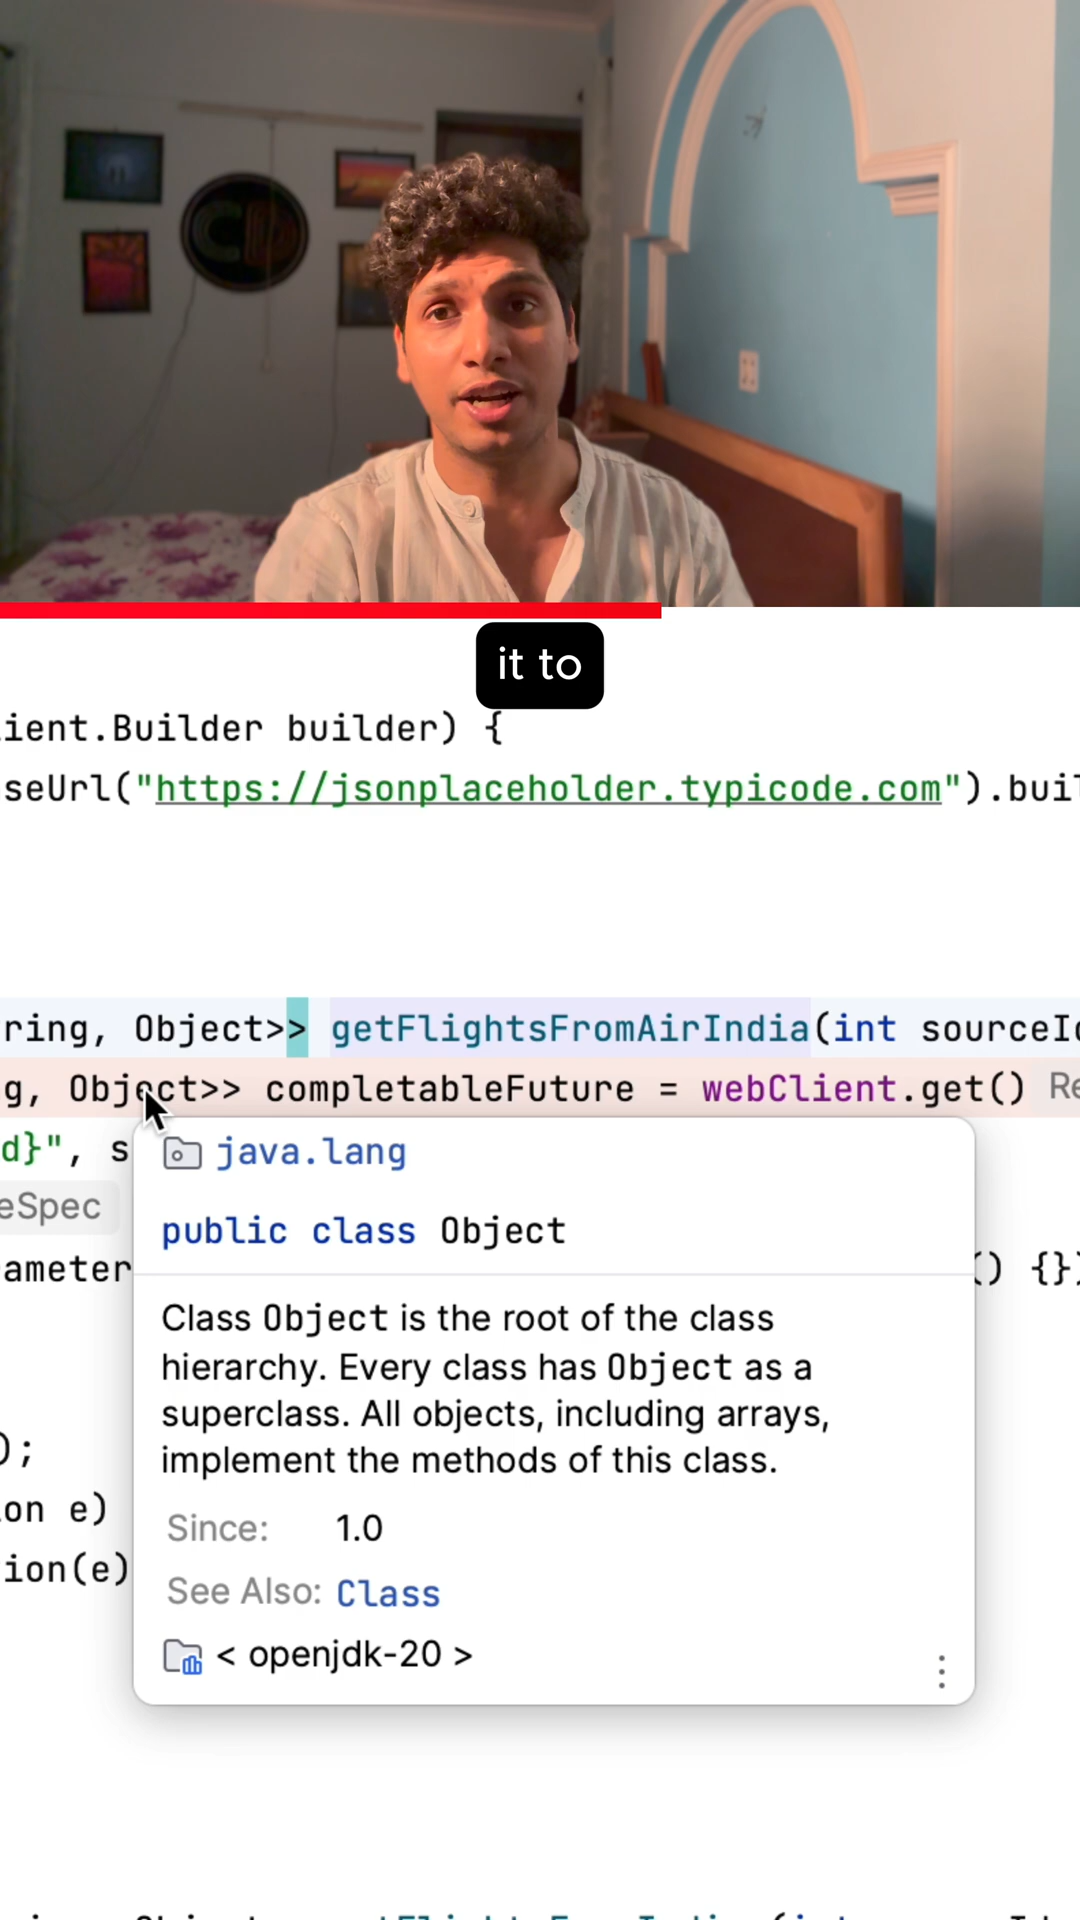 it to
ient.Builder builder) {
seUrl("https://jsonplaceholder.typicode.com").buil
ring, Object>> getFlightsFromAirIndia(int sourceId
g, Object>> completableFuture = webClient.get() Re
d}", s
java.lang
eSpec
public class Object
ameter
() {})
Class Object is the root of the class
hierarchy. Every class has Object as a
superclass. All objects, including arrays,
implement the methods of this class.
);
on e)
Since: 1.0
ion(e)
See Also: Class
< openjdk-20 >